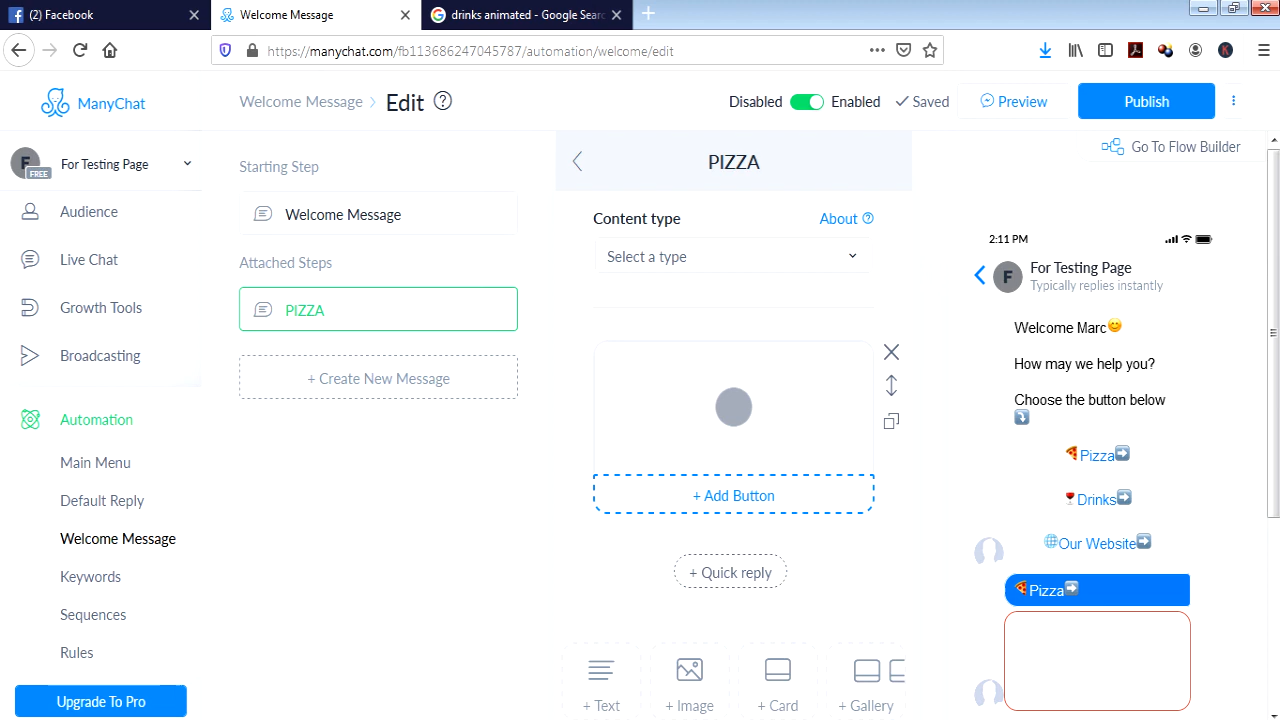 (2) Facebook
Welcome Message
drinks animated - Google Searc
https://manychat.com/fb113686247045787/automation/welcome/edit
ManyChat
Welcome Message
Edit
Disabled
Enabled
Saved
Preview
Publish
F
FREE
For Testing Page
Audience
Live Chat
Growth Tools
Broadcasting
Automation
Main Menu
Default Reply
Welcome Message
Keywords
Sequences
Rules
Upgrade To Pro
Starting Step
Welcome Message
Attached Steps
PIZZA
+ Create New Message
PIZZA
Content type
About
Select a type
+ Add Button
+ Quick reply
+ Text
+ Image
+ Card
+ Gallery
Go To Flow Builder
2:11 PM
F
For Testing Page
Typically replies instantly
Welcome Marc😊
How may we help you?
Choose the button below
⤵️
🍕Pizza➡️
🍷Drinks➡️
🌐Our Website➡️
🍕Pizza➡️